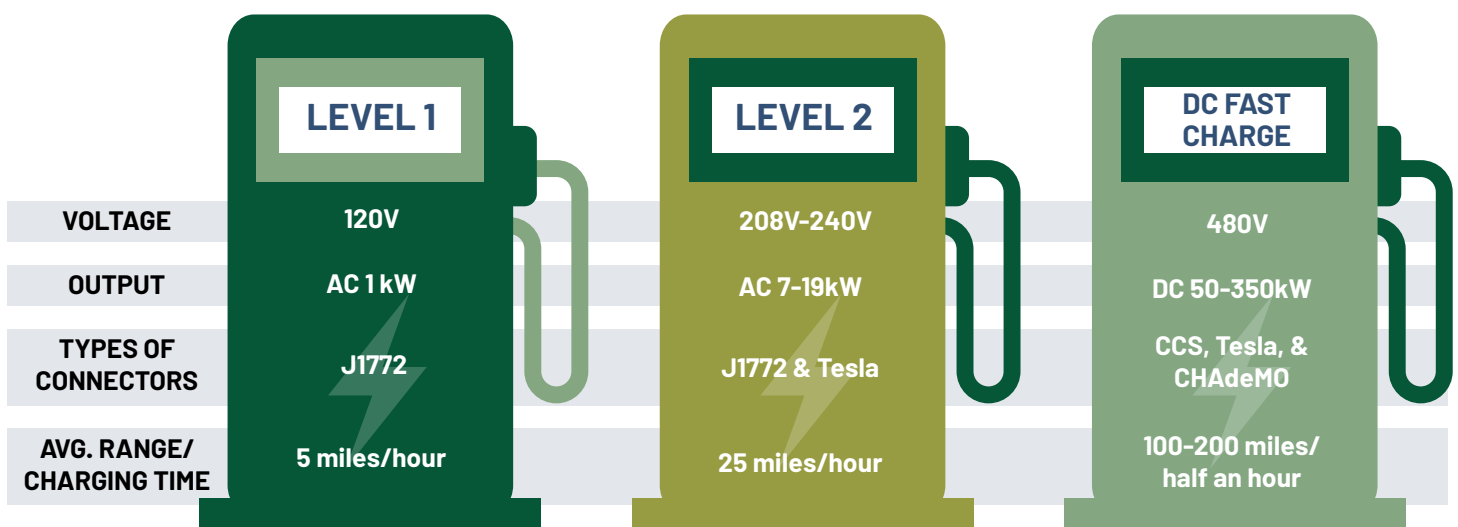 LEVEL 1
LEVEL 2
DC FAST
CHARGE
VOLTAGE
120V
208V-240V
480V
OUTPUT
AC 1 kW
AC 7-19kW
DC 50-350kW
TYPES OF
CONNECTORS
J1772
J1772 & Tesla
CCS, Tesla, &
CHAdeMO
AVG. RANGE/
CHARGING TIME
5 miles/hour
25 miles/hour
100-200 miles/
half an hour